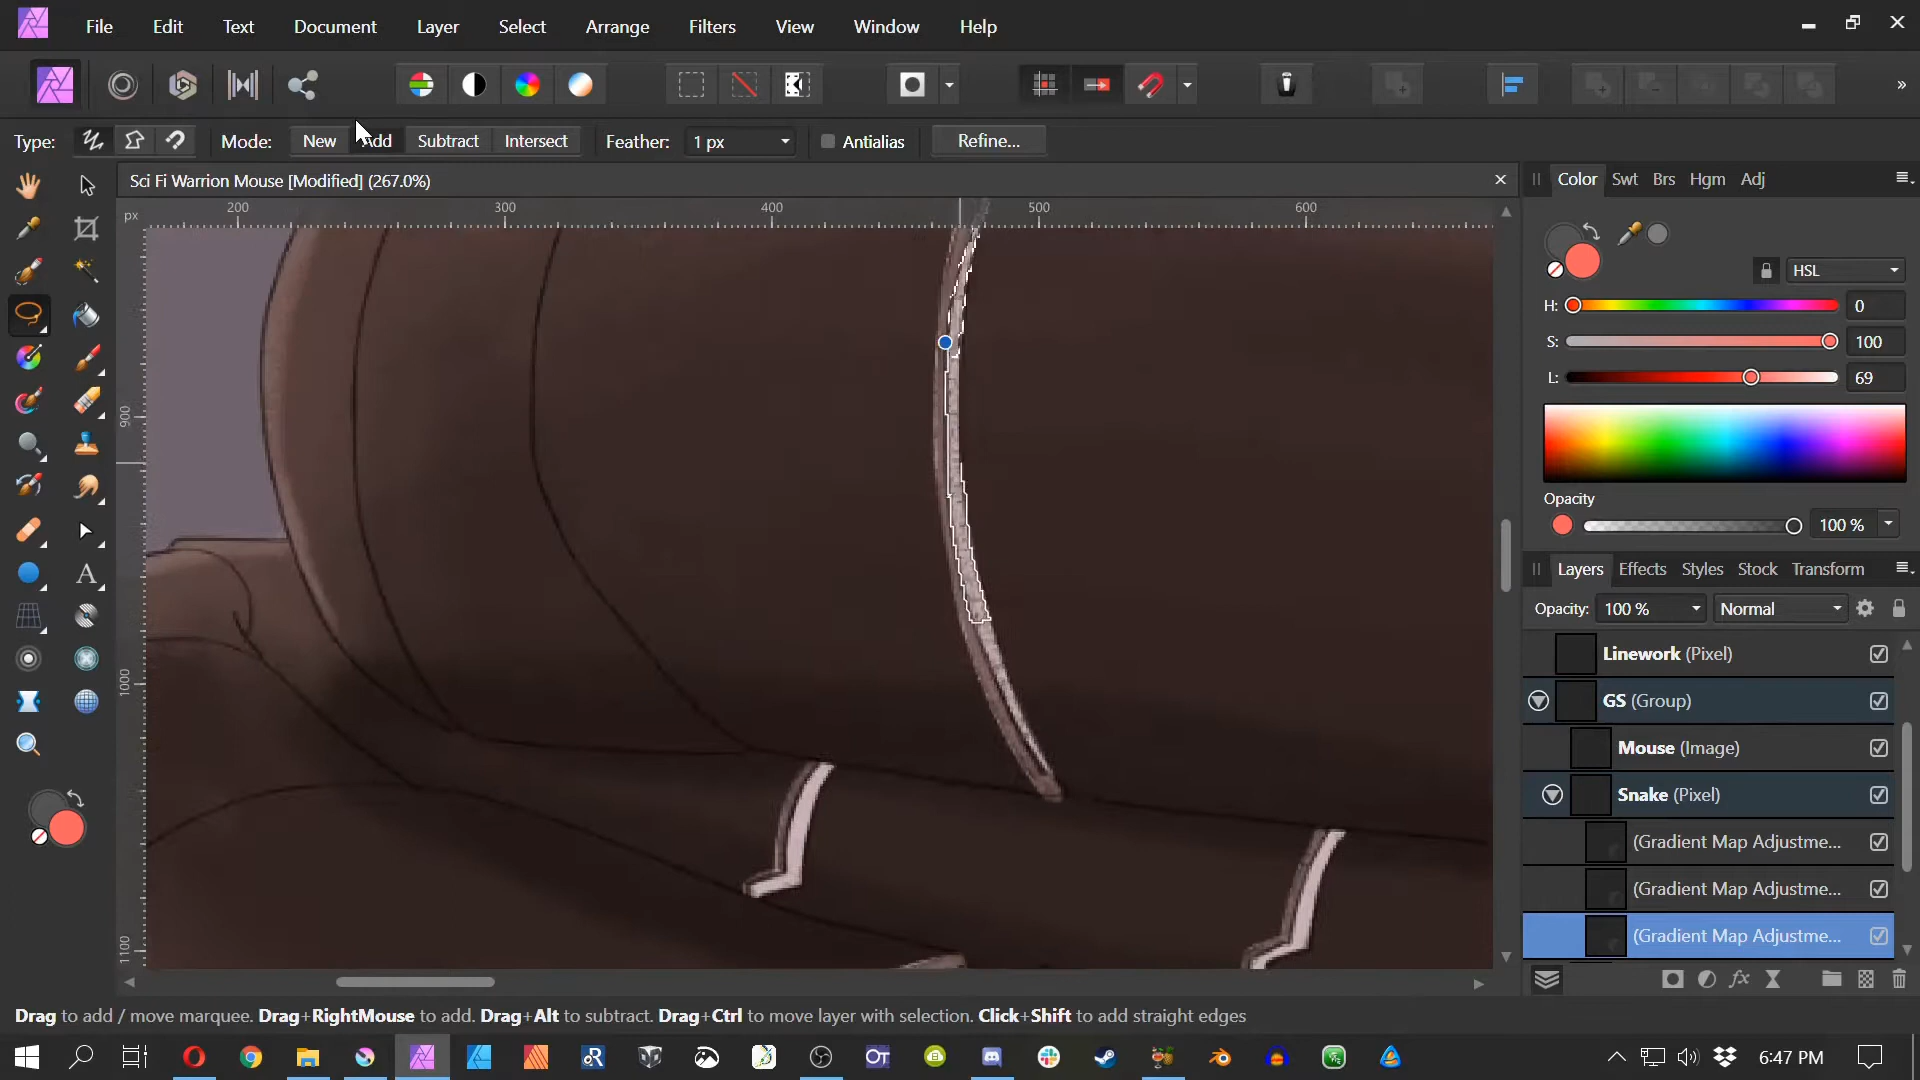 File Edit Text Document Layer Select Arrange Filters View Window Help
Type: Mode: New Add Subtract Intersect Feather: 1 px Antialias Refine...
Sci Fi Warrion Mouse [Modified] (267.0%)
Color Swt Brs Hgm Adj
px 200 300 400 500 600
HSL
H: 0
S: 100
L: 69
900
Opacity
100 %
Layers Effects Styles Stock Transform
Opacity: 100 % Normal
Linework (Pixel)
1000
GS (Group)
Mouse (Image)
Snake (Pixel)
(Gradient Map Adjustme...
(Gradient Map Adjustme...
1100
(Gradient Map Adjustme...
Drag to add / move marquee. Drag+RightMouse to add. Drag+Alt to subtract. Drag+Ctrl to move layer with selection. Click+Shift to add straight edges
6:47 PM